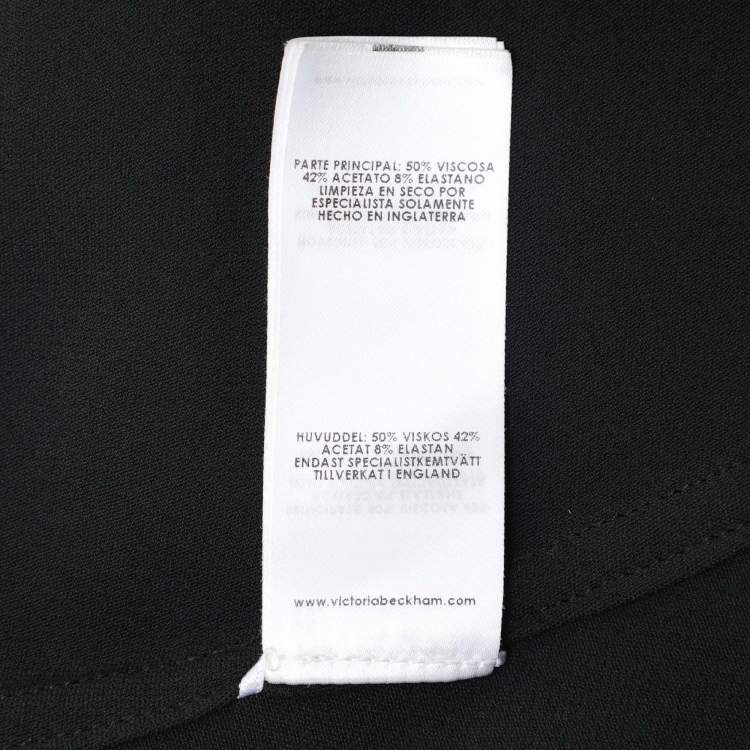 PARTE PRINCIPAL: 50% VISCOSA
42% ACETATO 8% ELASTANO
LIMPIEZA EN SECO POR
ESPECIALISTA SOLAMENTE
HECHO EN INGLATERRA
HUVUDDEL: 50% VISKOS 42%
ACETAT 8% ELASTAN
ENDAST SPECIALISTKEMTVÄTT
TILLVERKAT I ENGLAND
www.victoriabeckham.com